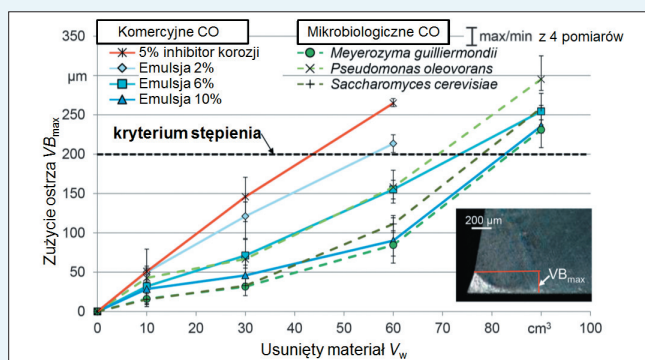 Komercyjne CO
5% inhibitor korozji
Emulsja 2%
Emulsja 6%
Emulsja 10%
Mikrobiologiczne CO
Meyerozyma guilliermondii
Pseudomonas oleovorans
Saccharomyces cerevisiae
max/min z 4 pomiarów
350
µm
250
200
150
100
50
0
Zużycie ostrza VBmax
kryterium stępienia
200 µm
VBmax
0 10 20 30 40 50 60 70 80 cm³ 100
Usunięty materiał Vw